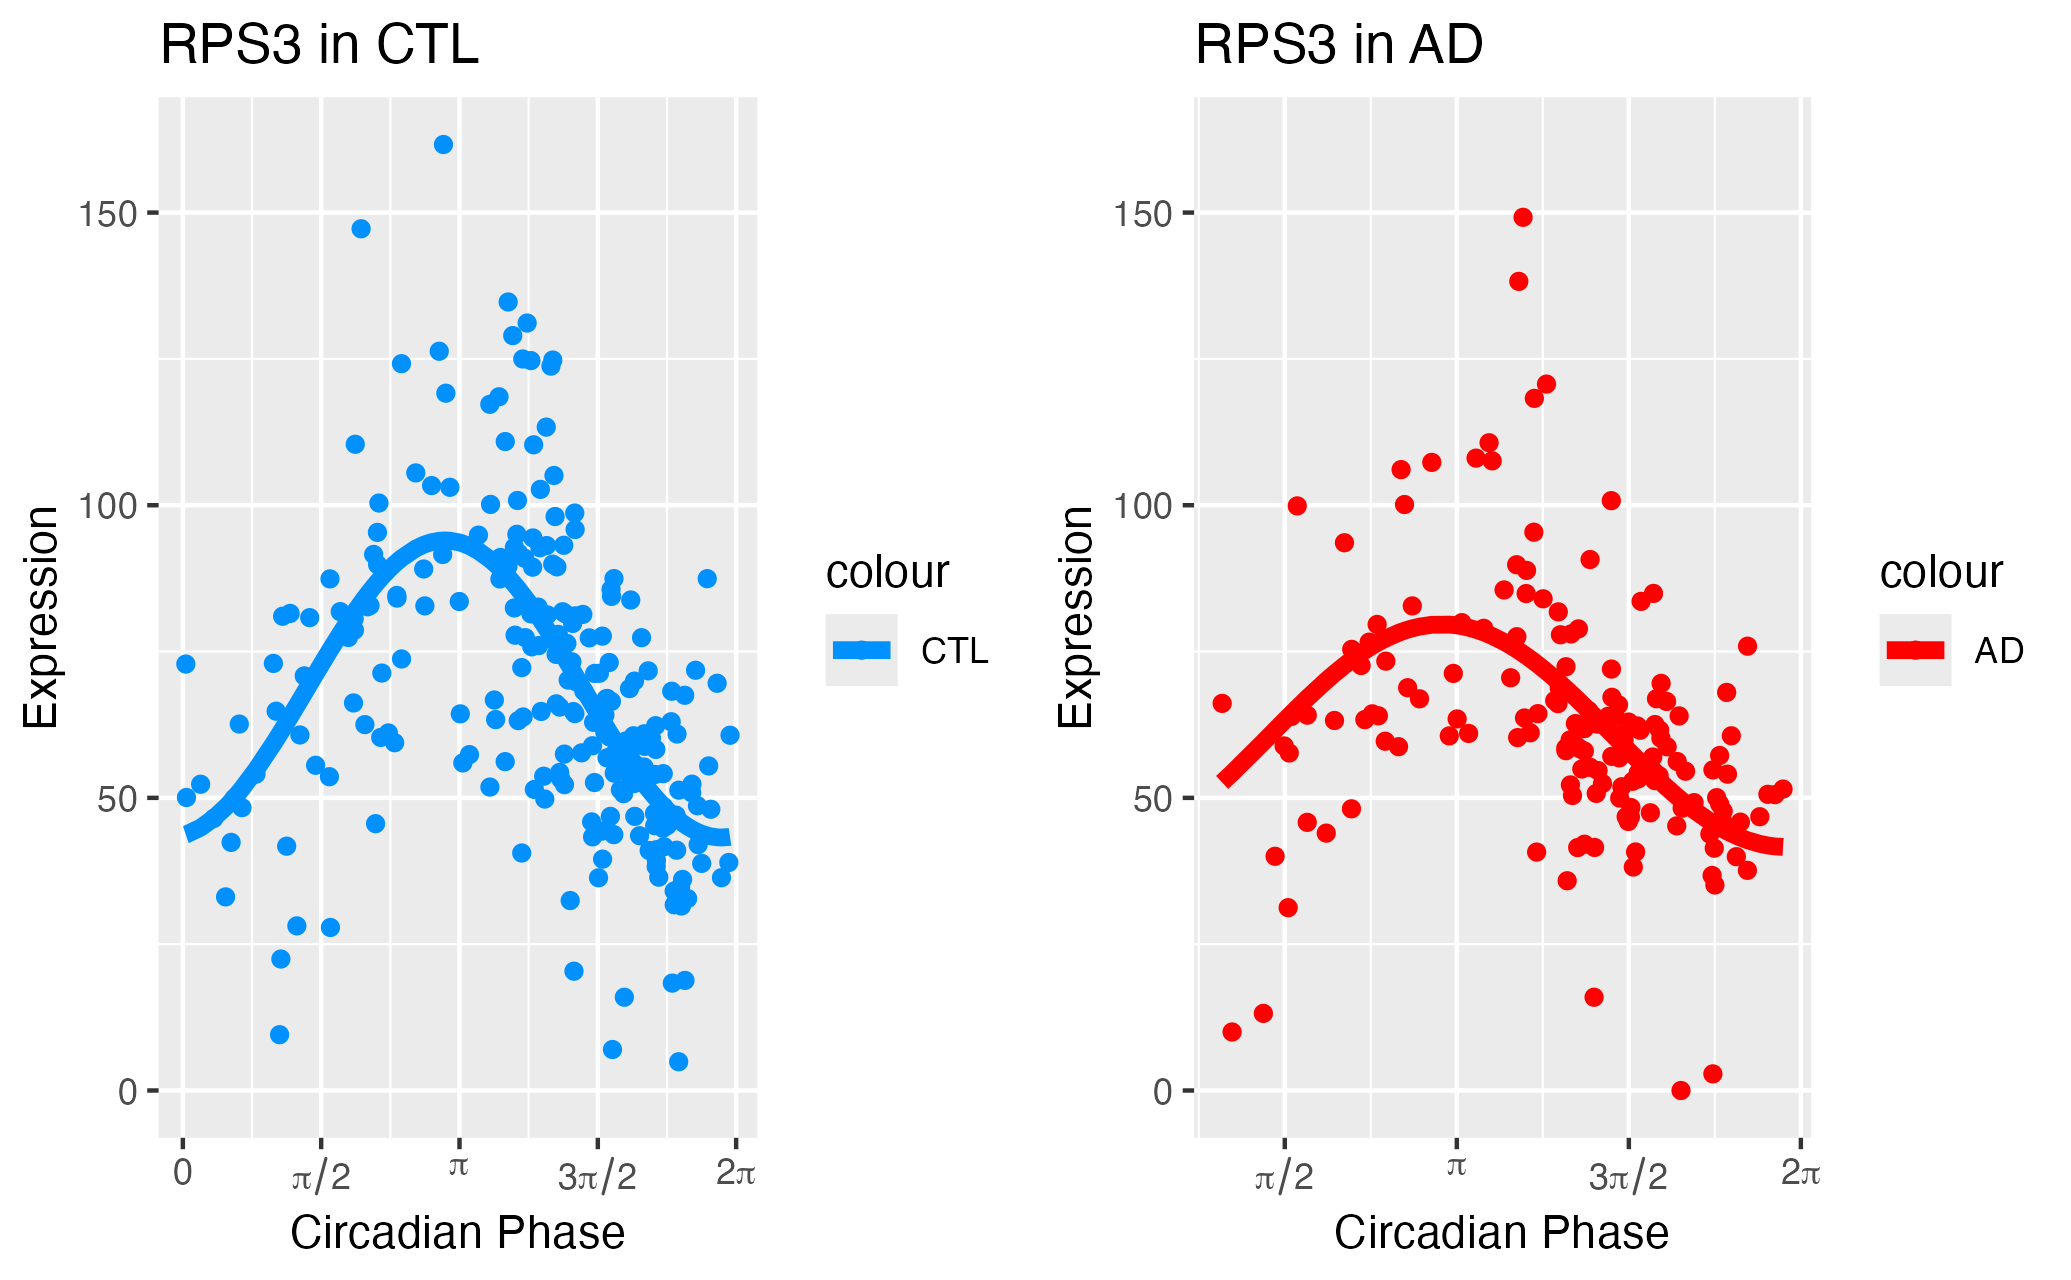 RPS3 in CTL
Expression
150
100
50
0
0
π/2
π
3π/2
2π
Circadian Phase
colour
CTL
RPS3 in AD
Expression
150
100
50
0
π/2
π
3π/2
2π
Circadian Phase
colour
AD